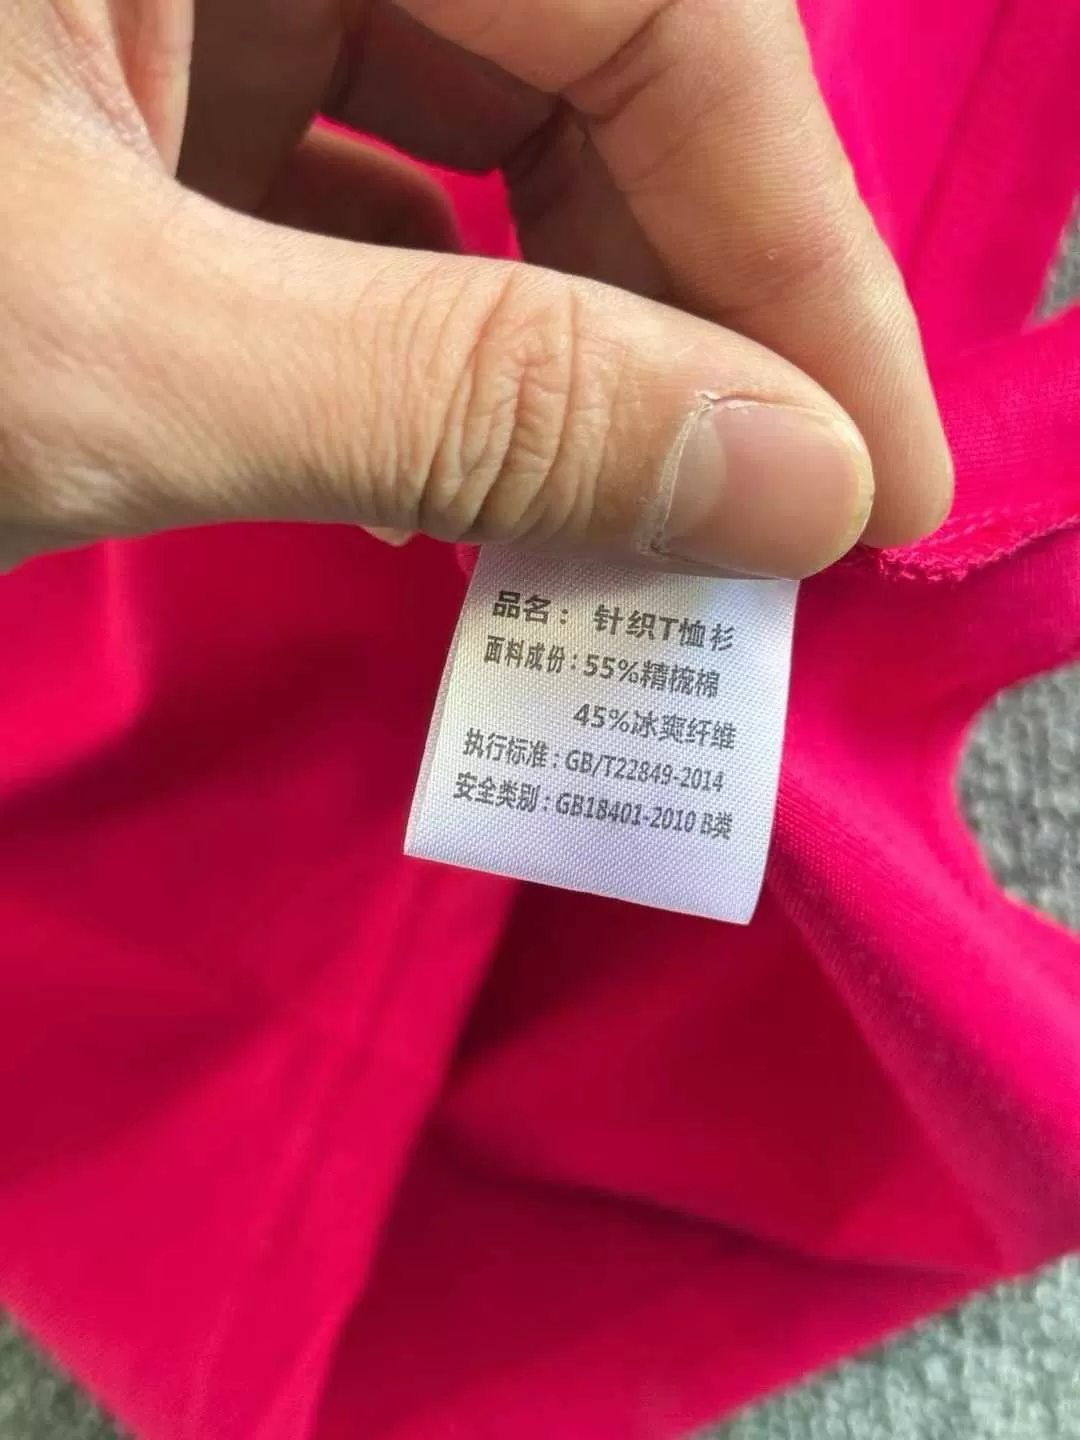 品名：针织T恤衫
面料成份：55%精梳棉
45%冰爽纤维
执行标准：GB/T22849-2014
安全类别：GB18401-2010 B类